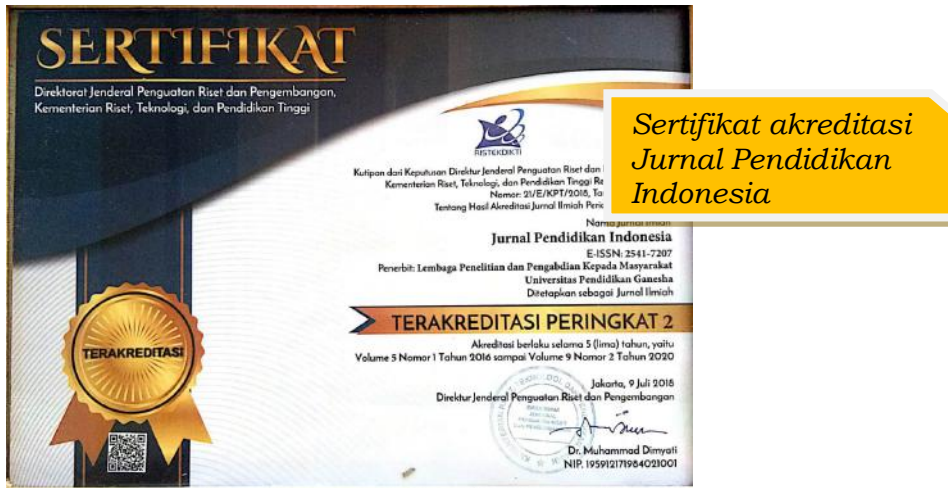 SERTIFIKAT
Direktorat Jenderal Penguatan Riset dan Pengembangan,
Kementerian Riset, Teknologi, dan Pendidikan Tinggi
RISTEKDIKTI
Kutipan dari Keputusan Direktur Jenderal Penguatan Riset dan
Kementerian Riset, Teknologi, dan Pendidikan Tinggi Re
Nomor: 21/E/KPT/2018, Ta
Tentang Hasil Akreditasi Jurnal Ilmiah Peri
Nama Jurnal Ilmiah
Jurnal Pendidikan Indonesia
E-ISSN: 2541-7207
Penerbit: Lembaga Penelitian dan Pengabdian Kepada Masyarakat
Universitas Pendidikan Ganesha
Ditetapkan sebagai Jurnal Ilmiah
TERAKREDITASI PERINGKAT 2
Akreditasi berlaku selama 5 (lima) tahun, yaitu
Volume 5 Nomor 1 Tahun 2016 sampai Volume 9 Nomor 2 Tahun 2020
Jakarta, 9 Juli 2018
Direktur Jenderal Penguatan Riset dan Pengembangan
Dr. Muhammad Dimyati
NIP. 195912171984021001
TERAKREDITASI
Sertifikat akreditasi
Jurnal Pendidikan
Indonesia